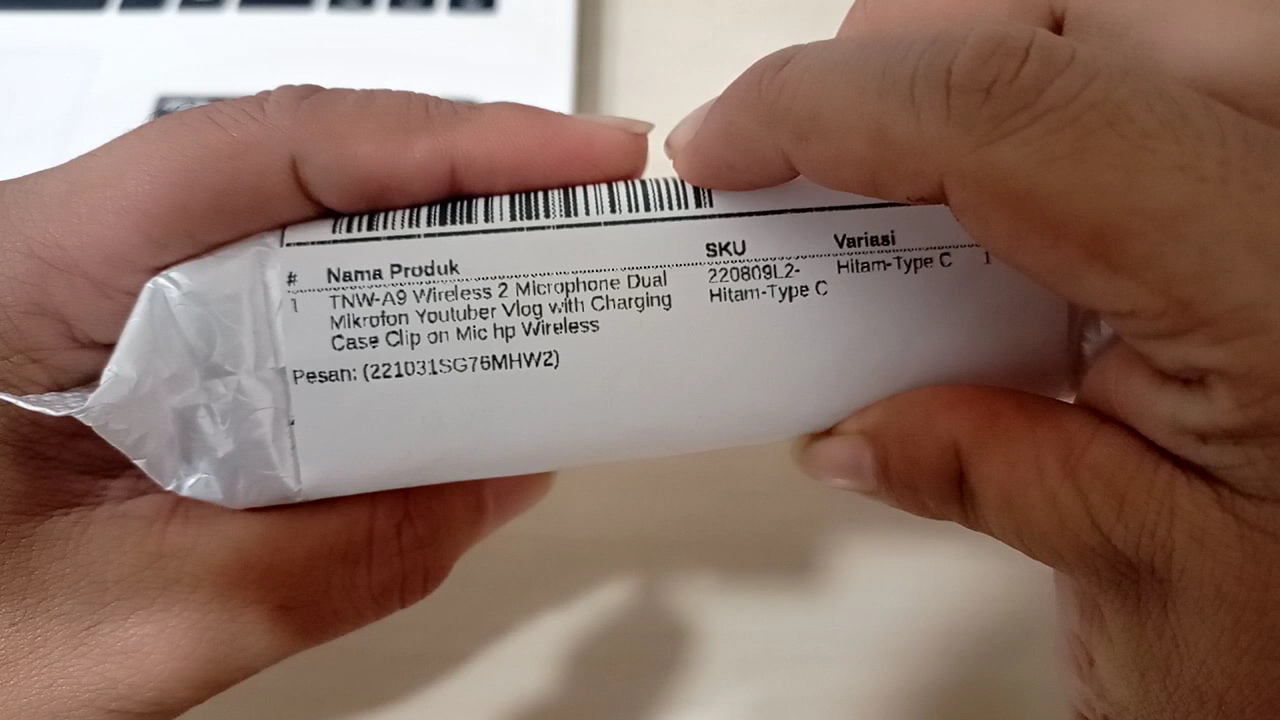 # Nama Produk SKU Variasi
1 TNW-A9 Wireless 2 Microphone Dual 220809L2- Hitam-Type C 1
Mikrofon Youtuber Vlog with Charging Hitam-Type C
Case Clip on Mic hp Wireless
Pesan: (221031SG76MHW2)